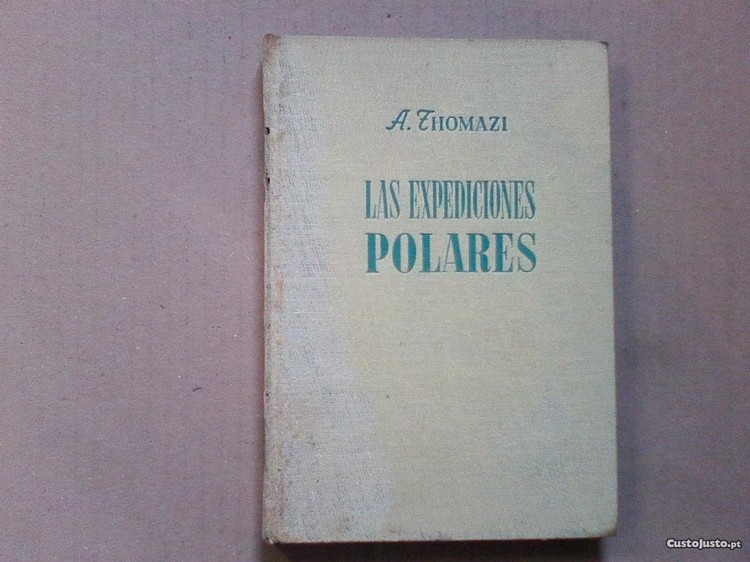 A. THOMAZI
LAS EXPEDICIONES
POLARES
CustoJusto.pt